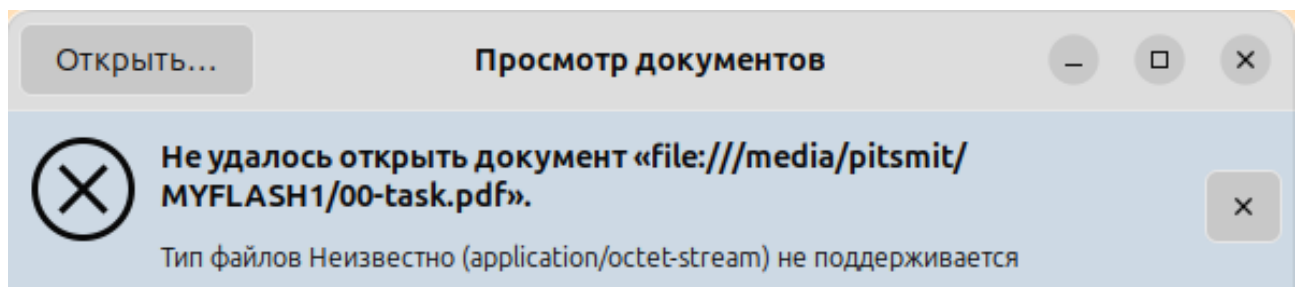 Открыть...
Просмотр документов
Не удалось открыть документ «file:///media/pitsmit/
MYFLASH1/00-task.pdf».
Тип файлов Неизвестно (application/octet-stream) не поддерживается